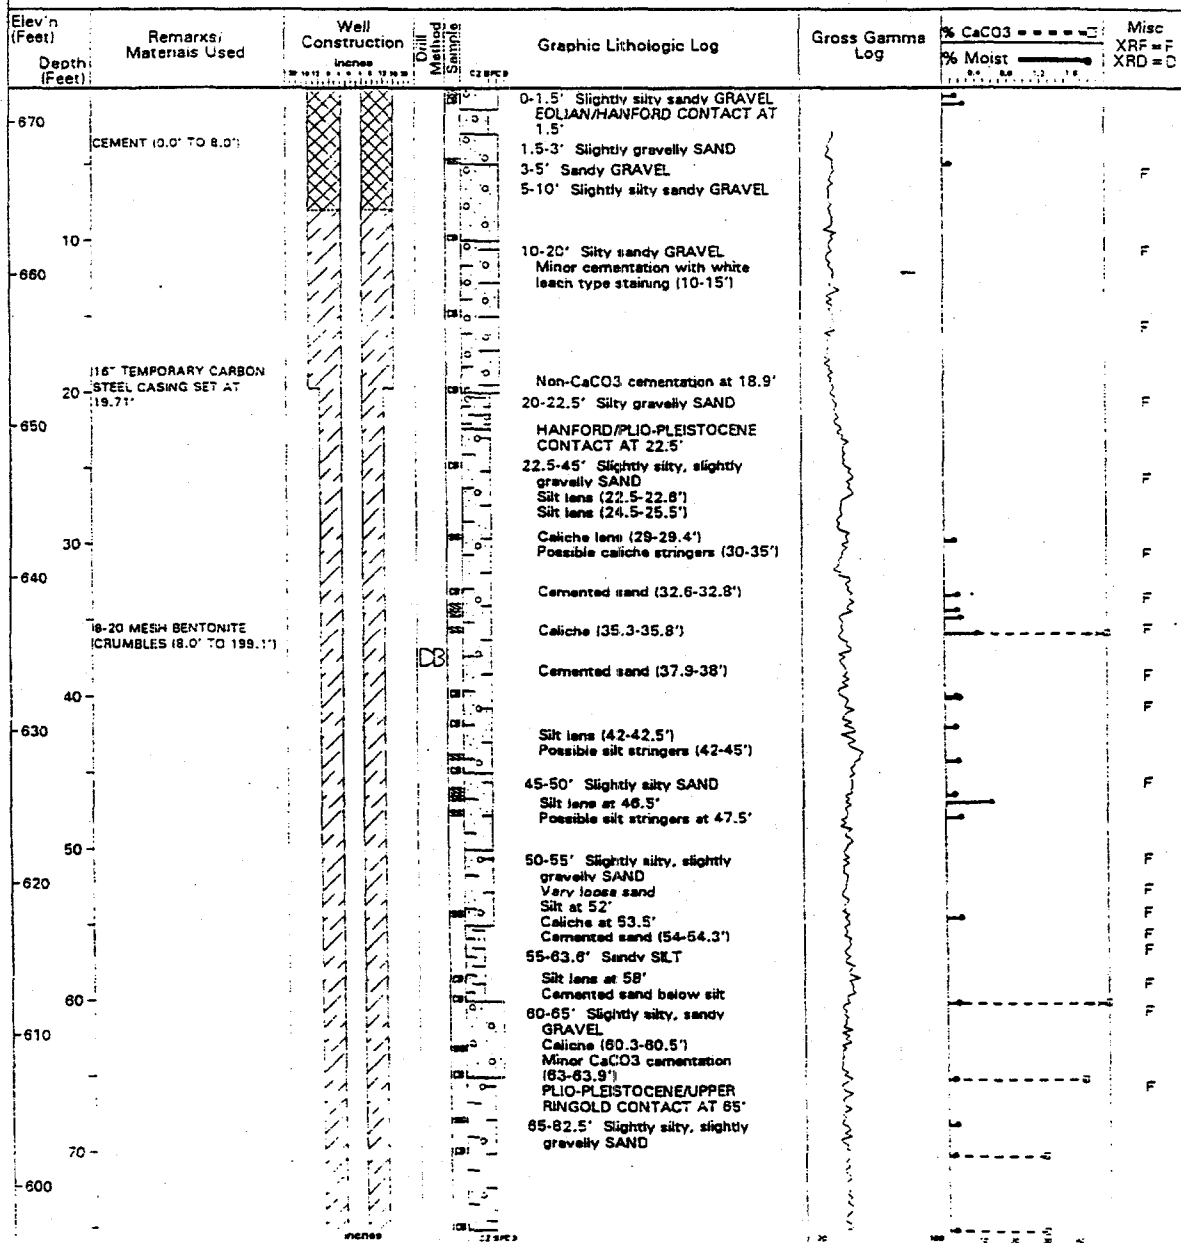 Elev'n
(Feet)
Depth
(Feet)
Remarks/
Materials Used
Well
Construction
Inches
Drill
Method
Sample
CZ SPC B
Graphic Lithologic Log
Gross Gamma
Log
% CaCO3
% Moist
0.4 0.8 1.2 1.6
Misc
XRF = F
XRD = D
670
CEMENT (0.0' TO 8.0')
0-1.5' Slightly silty sandy GRAVEL
EOLIAN/HANFORD CONTACT AT
1.5'
1.5-3' Slightly gravelly SAND
3-5' Sandy GRAVEL
5-10' Slightly silty sandy GRAVEL
F
10
660
10-20' Silty sandy GRAVEL
Minor cementation with white
leach type staining (10-15')
F
F
16" TEMPORARY CARBON
STEEL CASING SET AT
19.71'
20
Non-CaCO3 cementation at 18.9'
20-22.5' Silty gravelly SAND
F
650
HANFORD/PLIO-PLEISTOCENE
CONTACT AT 22.5'
22.5-45' Slightly silty, slightly
gravelly SAND
Silt lens (22.5-22.8')
Silt lens (24.5-25.5')
F
30
Caliche lens (29-29.4')
Possible caliche stringers (30-35')
F
640
Cemented sand (32.6-32.8')
F
8-20 MESH BENTONITE
CRUMBLES (8.0' TO 199.1')
DB
Caliche (35.3-35.8')
F
Cemented sand (37.9-38')
F
40
F
630
Silt lens (42-42.5')
Possible silt stringers (42-45')
45-50' Slightly silty SAND
F
Silt lens at 46.5'
Possible silt stringers at 47.5'
50
620
50-55' Slightly silty, slightly
gravelly SAND
Very loose sand
Silt at 52'
Caliche at 53.5'
Cemented sand (54-54.3')
F
F
F
F
F
55-63.6' Sandy SILT
Silt lens at 58'
Cemented sand below silt
F
60
610
60-65' Slightly silty, sandy
GRAVEL
Caliche (60.3-60.5')
Minor CaCO3 cementation
(63-63.9')
F
PLIO-PLEISTOCENE/UPPER
RINGOLD CONTACT AT 65'
F
65-82.5' Slightly silty, slightly
gravelly SAND
70
600
Inches
CZ SPC B
20
100